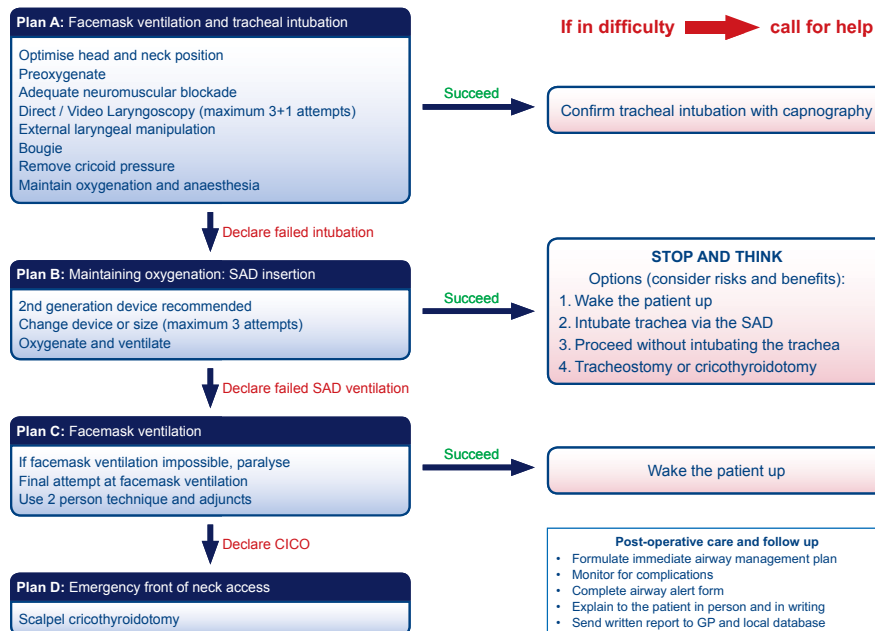 Plan A: Facemask ventilation and tracheal intubation
Optimise head and neck position
Preoxygenate
Adequate neuromuscular blockade
Direct / Video Laryngoscopy (maximum 3+1 attempts)
External laryngeal manipulation
Bougie
Remove cricoid pressure
Maintain oxygenation and anaesthesia
If in difficulty
call for help
Succeed
Confirm tracheal intubation with capnography
Declare failed intubation
Plan B: Maintaining oxygenation: SAD insertion
2nd generation device recommended
Change device or size (maximum 3 attempts)
Oxygenate and ventilate
Succeed
STOP AND THINK
Options (consider risks and benefits):
1. Wake the patient up
2. Intubate trachea via the SAD
3. Proceed without intubating the trachea
4. Tracheostomy or cricothyroidotomy
Declare failed SAD ventilation
Plan C: Facemask ventilation
If facemask ventilation impossible, paralyse
Final attempt at facemask ventilation
Use 2 person technique and adjuncts
Succeed
Wake the patient up
Declare CICO
Plan D: Emergency front of neck access
Scalpel cricothyroidotomy
Post-operative care and follow up
• Formulate immediate airway management plan
• Monitor for complications
• Complete airway alert form
• Explain to the patient in person and in writing
• Send written report to GP and local database